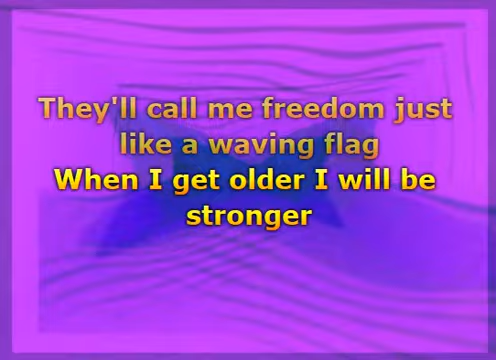 They'll call me freedom just
like a waving flag
When I get older I will be
stronger